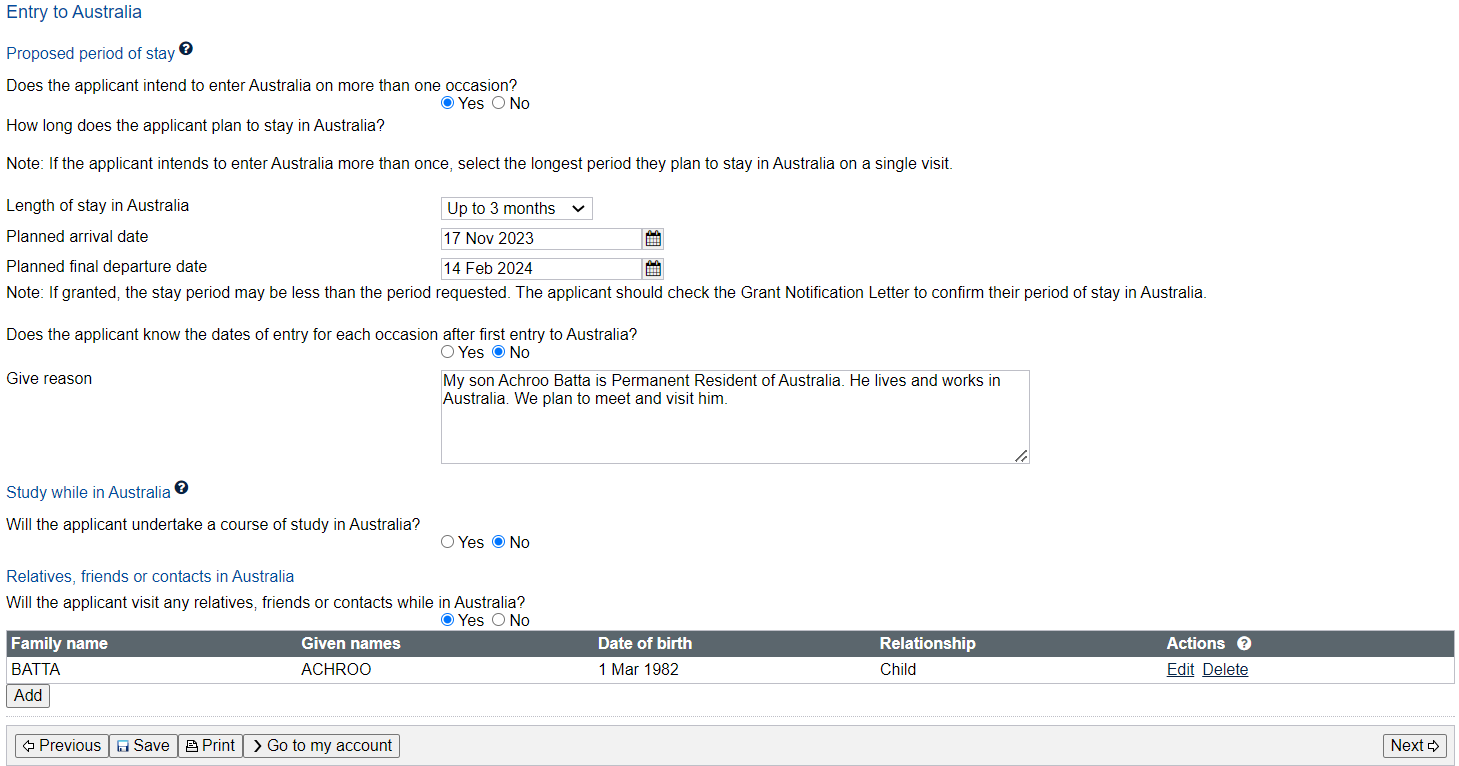 Entry to Australia
Proposed period of stay ?
Does the applicant intend to enter Australia on more than one occasion?
Yes No
How long does the applicant plan to stay in Australia?
Note: If the applicant intends to enter Australia more than once, select the longest period they plan to stay in Australia on a single visit.
Length of stay in Australia Up to 3 months
Planned arrival date 17 Nov 2023
Planned final departure date 14 Feb 2024
Note: If granted, the stay period may be less than the period requested. The applicant should check the Grant Notification Letter to confirm their period of stay in Australia.
Does the applicant know the dates of entry for each occasion after first entry to Australia?
Yes No
Give reason My son Achroo Batta is Permanent Resident of Australia. He lives and works in
Australia. We plan to meet and visit him.
Study while in Australia ?
Will the applicant undertake a course of study in Australia?
Yes No
Relatives, friends or contacts in Australia
Will the applicant visit any relatives, friends or contacts while in Australia?
Yes No
Family name Given names Date of birth Relationship Actions ?
BATTA ACHROO 1 Mar 1982 Child Edit Delete
Add
Previous Save Print Go to my account Next